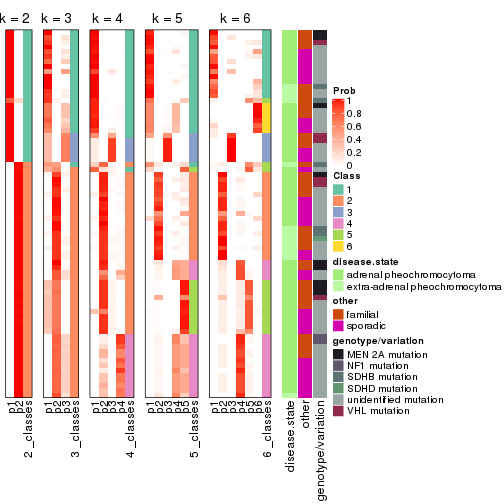 k = 2 k = 3 k = 4 k = 5 k = 6
Prob
1
0.8
0.6
0.4
0.2
0
Class
1
2
3
4
5
6
disease.state
adrenal pheochromocytoma
extra-adrenal pheochromocytoma
other
familial
sporadic
genotype/variation
MEN 2A mutation
NF1 mutation
SDHB mutation
SDHD mutation
unidentified mutation
VHL mutation
p1 p2 2_classes p1 p2 p3 3_classes p1 p2 p3 p4 4_classes p1 p2 p3 p4 p5 5_classes p1 p2 p3 p4 p5 p6 6_classes disease.state other genotype/variation